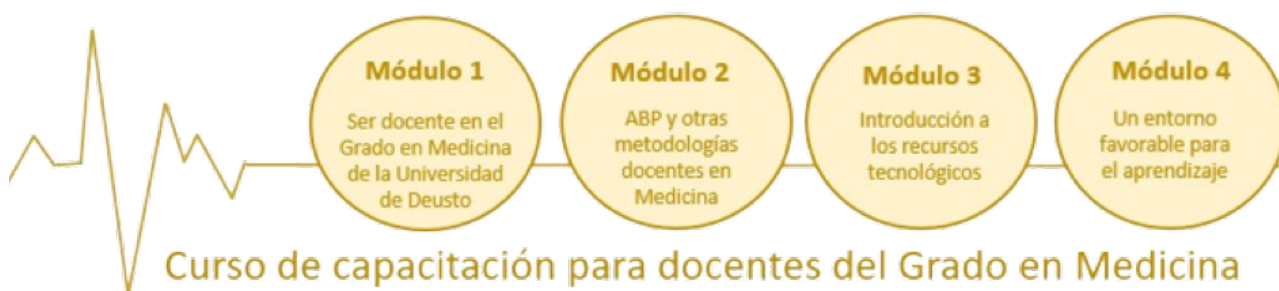 Módulo 1
Ser docente en el
Grado en Medicina
de la Universidad
de Deusto
Módulo 2
ABP y otras
metodologías
docentes en
Medicina
Módulo 3
Introducción a
los recursos
tecnológicos
Módulo 4
Un entorno
favorable para
el aprendizaje
Curso de capacitación para docentes del Grado en Medicina